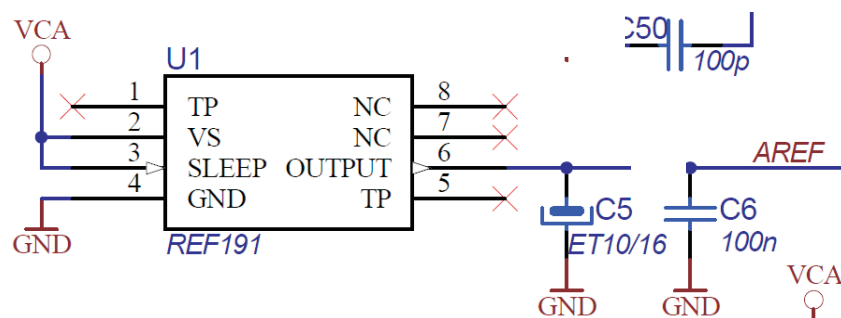 VCA
C50
100p
U1
1 TP NC 8
2 VS NC 7
3 SLEEP OUTPUT 6
4 GND TP 5
REF191
GND
AREF
C5
ET10/16
C6
100n
GND
GND
VCA